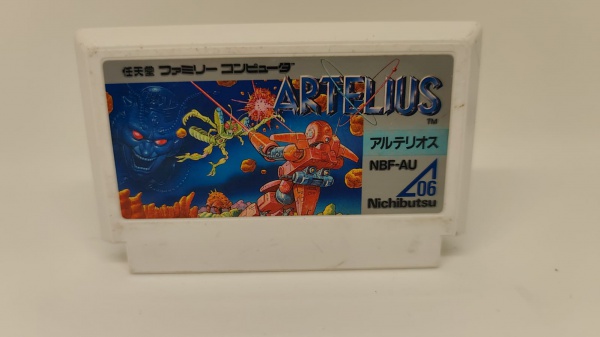 任天堂 ファミリー コンピュータ
ARTELIUS
TM
アルテリオス
NBF-AU
06
Nichibutsu